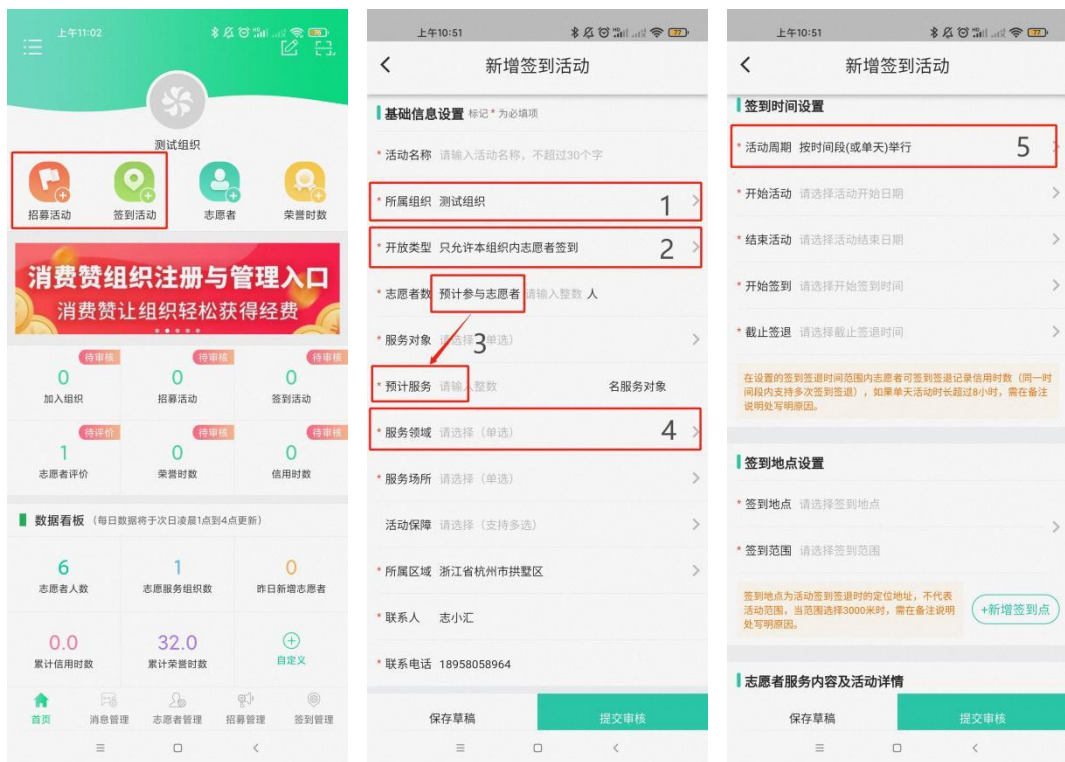 上午11:02
测试组织
招募活动 签到活动 志愿者 荣誉时数
消费赞组织注册与管理入口
消费赞让组织轻松获得经费
待审核 待审核 待审核
0 0 0
加入组织 招募活动 签到活动
待评价 待审核 待审核
1 0 0
志愿者评价 荣誉时数 信用时数
数据看板 (每日数据将于次日凌晨1点到4点更新)
6 1 0
志愿者人数 志愿服务组织数 昨日新增志愿者
0.0 32.0
累计信用时数 累计荣誉时数 自定义
首页 消息管理 志愿者管理 招募管理 签到管理
上午10:51 77
新增签到活动
基础信息设置 标记 * 为必填项
* 活动名称 请输入活动名称,不超过30个字
* 所属组织 测试组织 1
* 开放类型 只允许本组织内志愿者签到 2
* 志愿者数 预计参与志愿者 请输入整数 人
* 服务对象 请选择(单选)
3
* 预计服务 请输入整数 名服务对象
* 服务领域 请选择(单选) 4
* 服务场所 请选择(单选)
活动保障 请选择(支持多选)
* 所属区域 浙江省杭州市拱墅区
* 联系人 志小汇
* 联系电话 18958058964
保存草稿 提交审核
上午10:51 77
新增签到活动
签到时间设置
* 活动周期 按时间段(或单天)举行 5
* 开始活动 请选择活动开始日期
* 结束活动 请选择活动结束日期
* 开始签到 请选择开始签到时间
* 截止签退 请选择截止签退时间
在设置的签到签退时间范围内志愿者可签到签退记录信用时数(同一时
间段内支持多次签到签退),如果单天活动时长超过8小时,需在备注
说明处写明原因。
签到地点设置
* 签到地点 请选择签到地点
* 签到范围 请选择签到范围
签到地点为活动签到签退时的定位地址,不代表
活动范围,当范围选择3000米时,需在备注说明
处写明原因。
+新增签到点
志愿者服务内容及活动详情
保存草稿 提交审核